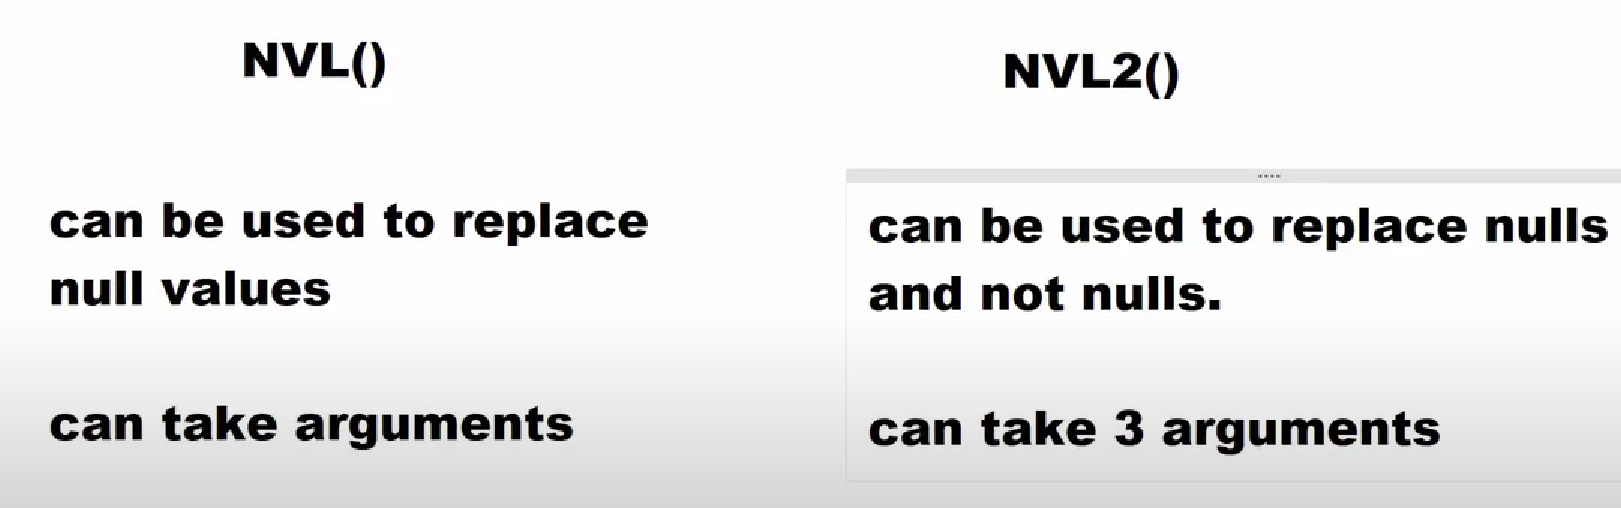 NVL()
can be used to replace
null values
can take arguments
NVL2()
can be used to replace nulls
and not nulls.
can take 3 arguments